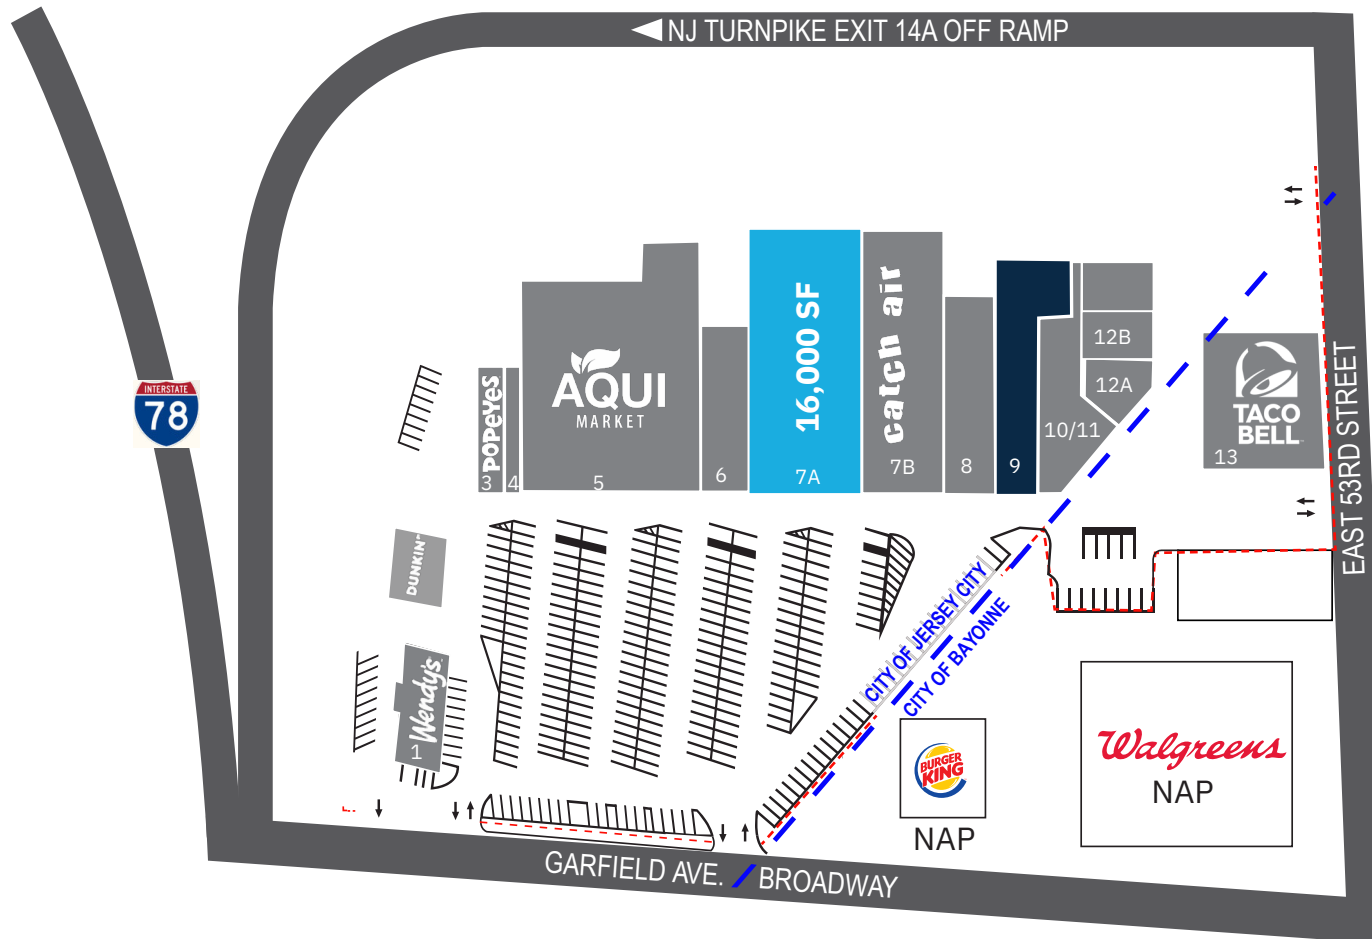 NJ TURNPIKE EXIT 14A OFF RAMP
INTERSTATE
78
POPEYES
3
4
AQUI
MARKET
5
6
16,000 SF
7A
catch air
7B
8
9
10/11
12B
12A
TACO
BELL
13
EAST 53RD STREET
DUNKIN'
Wendy's
1
CITY OF JERSEY CITY
CITY OF BAYONNE
BURGER
KING
NAP
Walgreens
NAP
GARFIELD AVE.
BROADWAY